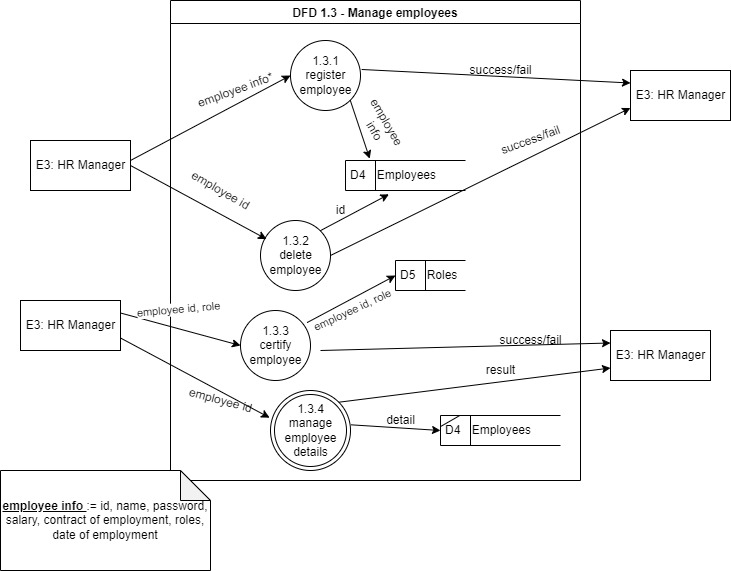 DFD 1.3 - Manage employees
1.3.1
register
employee
employee info*
success/fail
E3: HR Manager
employee
info
E3: HR Manager
success/fail
D4 Employees
employee id
id
1.3.2
delete
employee
D5 Roles
employee id, role
employee id, role
E3: HR Manager
1.3.3
certify
employee
success/fail
E3: HR Manager
result
employee id
1.3.4
manage
employee
details
detail
D4 Employees
employee info := id, name, password,
salary, contract of employment, roles,
date of employment